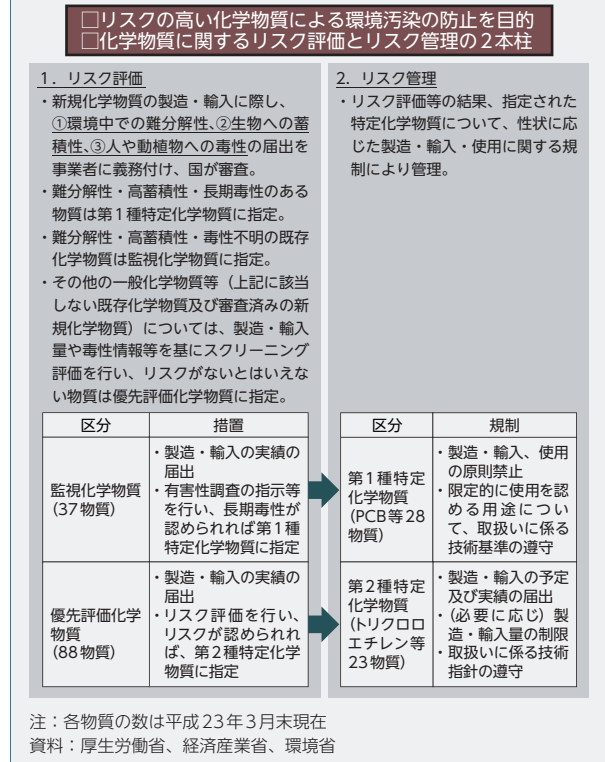 □リスクの高い化学物質による環境汚染の防止を目的
□化学物質に関するリスク評価とリスク管理の2本柱
1．リスク評価
・新規化学物質の製造・輸入に際し、
①環境中での難分解性、②生物への蓄
積性、③人や動植物への毒性の届出を
事業者に義務付け、国が審査。
・難分解性・高蓄積性・長期毒性のある
物質は第1種特定化学物質に指定。
・難分解性・高蓄積性・毒性不明の既存
化学物質は監視化学物質に指定。
・その他の一般化学物質等（上記に該当
しない既存化学物質及び審査済みの新
規化学物質）については、製造・輸入
量や毒性情報等を基にスクリーニング
評価を行い、リスクがないとはいえな
い物質は優先評価化学物質に指定。
区分
措置
監視化学物質
(37物質)
・製造・輸入の実績の
届出
・有害性調査の指示等
を行い、長期毒性が
認められれば第1種
特定化学物質に指定
優先評価化学
物質
(88物質)
・製造・輸入の実績の
届出
・リスク評価を行い、
リスクが認められれ
ば、第2種特定化学
物質に指定
2．リスク管理
・リスク評価等の結果、指定された
特定化学物質について、性状に応
じた製造・輸入・使用に関する規
制により管理。
区分
規制
第1種特定
化学物質
(PCB等28
物質)
・製造・輸入、使用
の原則禁止
・限定的に使用を認
める用途につい
て、取扱いに係る
技術基準の遵守
第2種特定
化学物質
(トリクロロ
エチレン等
23物質)
・製造・輸入の予定
及び実績の届出
・(必要に応じ)製
造・輸入量の制限
・取扱いに係る技術
指針の遵守
注：各物質の数は平成23年3月末現在
資料：厚生労働省、経済産業省、環境省